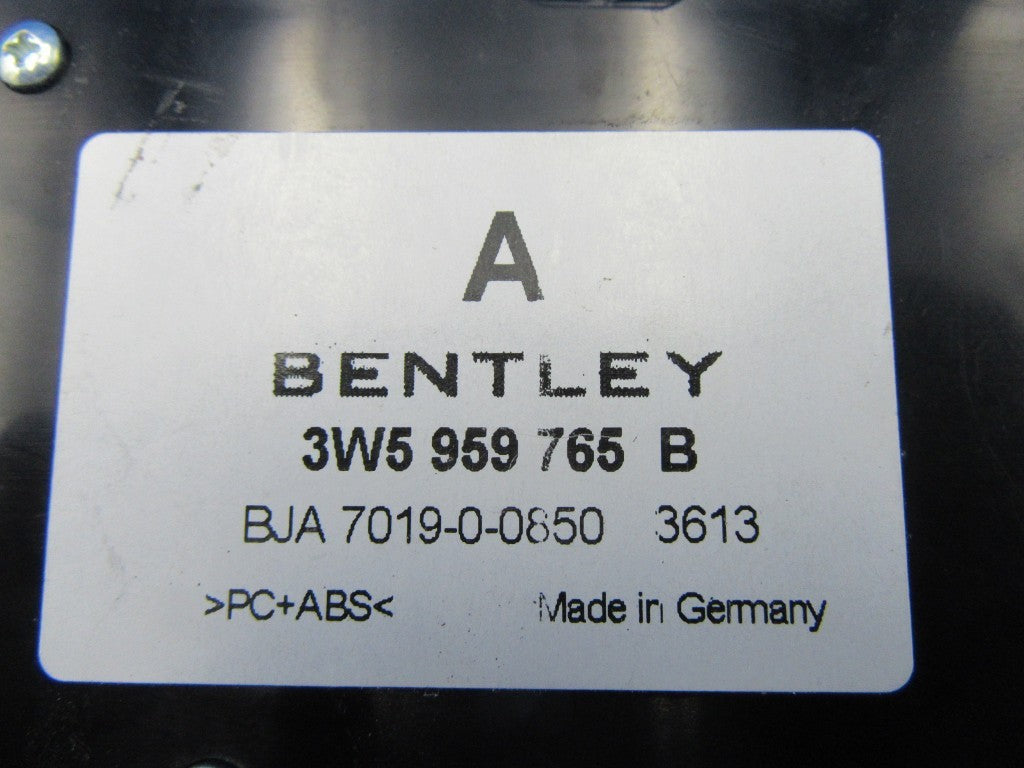 A
BENTLEY
3W5 959 765 B
BJA 7019-0-0850 3613
>PC+ABS< Made in Germany